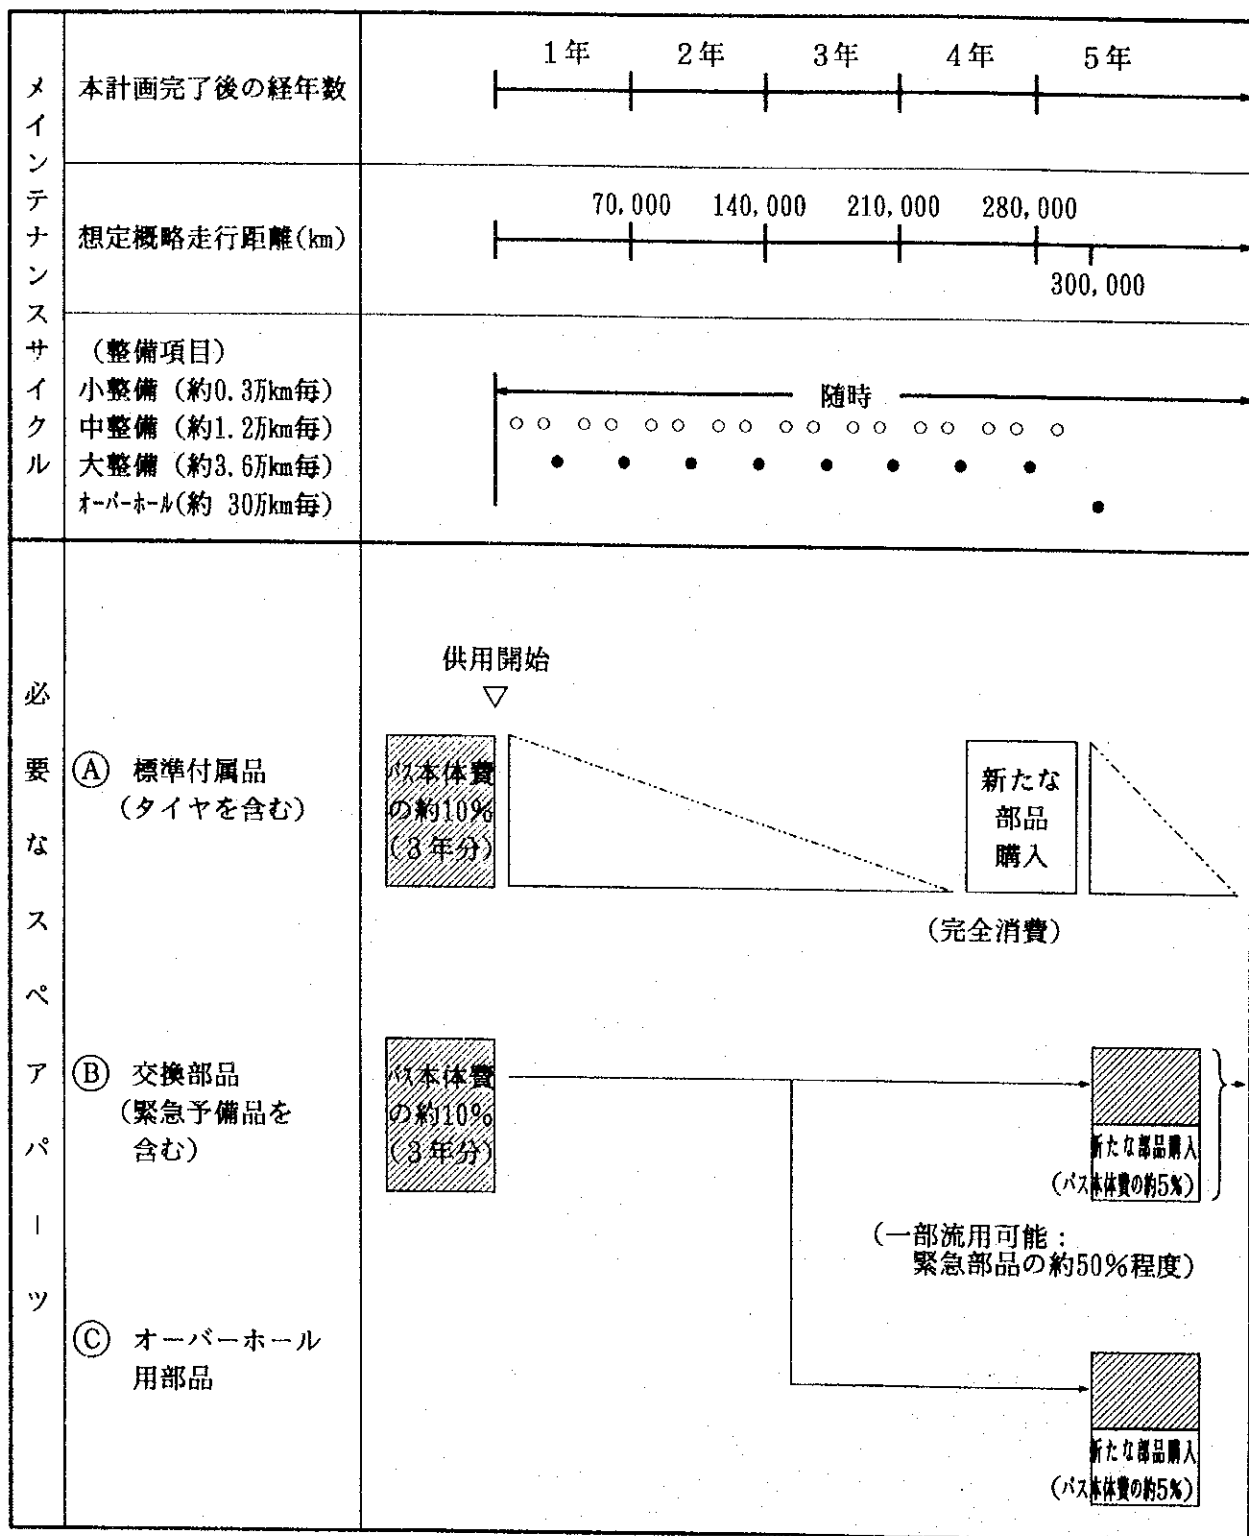 メインテナンスサイクル
本計画完了後の経年数
1年 2年 3年 4年 5年
想定概略走行距離(km)
70,000 140,000 210,000 280,000
300,000
(整備項目)
小整備 (約0.3万km毎)
随時
中整備 (約1.2万km毎)
大整備 (約3.6万km毎)
オーバーホール(約 30万km毎)
必要なスペアパーツ
供用開始
Ⓐ 標準付属品
(タイヤを含む)
バス本体費
の約10%
(3年分)
新たな
部品
購入
(完全消費)
Ⓑ 交換部品
(緊急予備品を
含む)
バス本体費
の約10%
(3年分)
新たな部品購入
(バス本体費の約5%)
(一部流用可能:
緊急部品の約50%程度)
Ⓒ オーバーホール
用部品
新たな部品購入
(バス本体費の約5%)